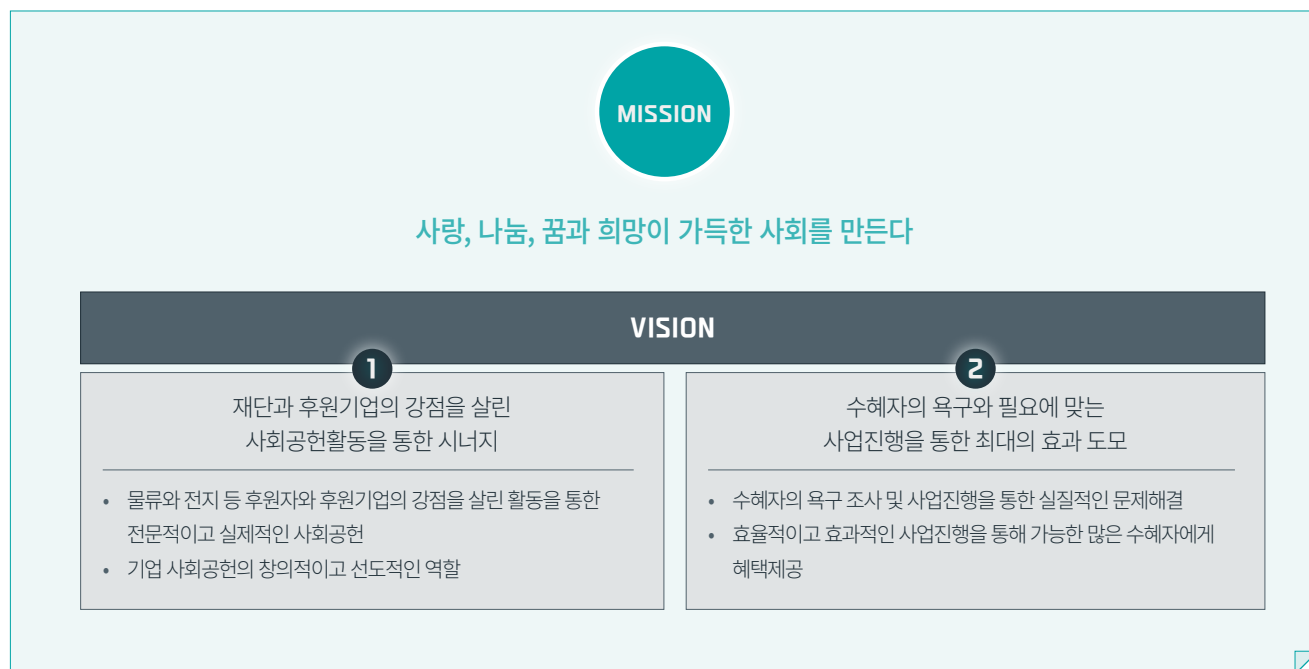 MISSION
사랑, 나눔, 꿈과 희망이 가득한 사회를 만든다
VISION
1
재단과 후원기업의 강점을 살린
사회공헌활동을 통한 시너지
• 물류와 전지 등 후원자와 후원기업의 강점을 살린 활동을 통한
전문적이고 실제적인 사회공헌
• 기업 사회공헌의 창의적이고 선도적인 역할
2
수혜자의 욕구와 필요에 맞는
사업진행을 통한 최대의 효과 도모
• 수혜자의 욕구 조사 및 사업진행을 통한 실질적인 문제해결
• 효율적이고 효과적인 사업진행을 통해 가능한 많은 수혜자에게
혜택제공